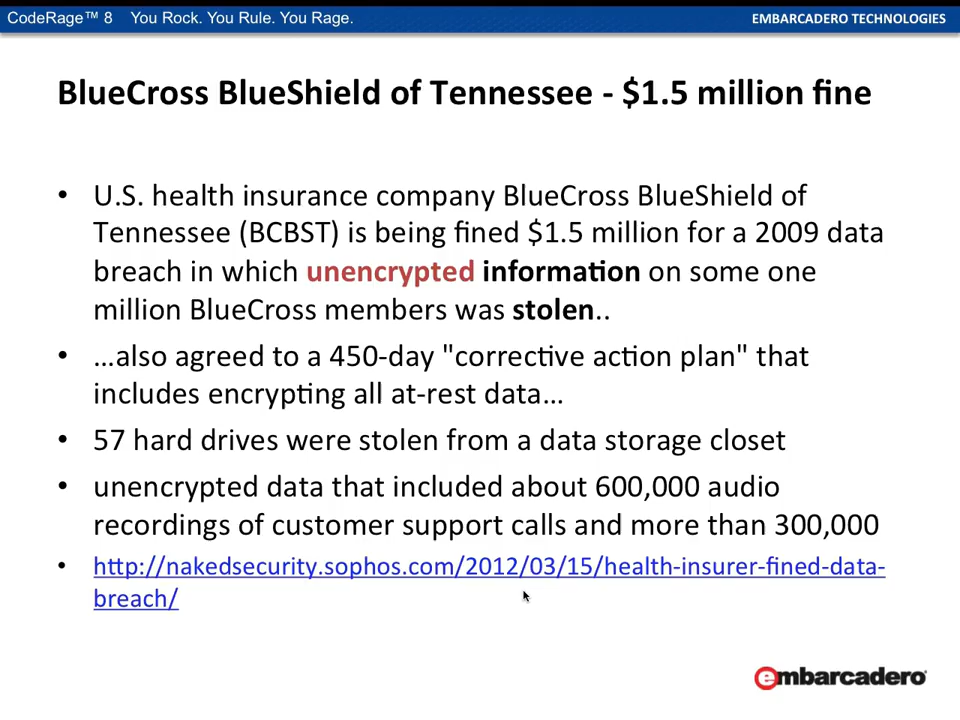 CodeRage™ 8 You Rock. You Rule. You Rage.
EMBARCADERO TECHNOLOGIES
BlueCross BlueShield of Tennessee - $1.5 million fine
• U.S. health insurance company BlueCross BlueShield of
Tennessee (BCBST) is being fined $1.5 million for a 2009 data
breach in which unencrypted information on some one
million BlueCross members was stolen..
• …also agreed to a 450-day "corrective action plan" that
includes encrypting all at-rest data…
• 57 hard drives were stolen from a data storage closet
• unencrypted data that included about 600,000 audio
recordings of customer support calls and more than 300,000
• http://nakedsecurity.sophos.com/2012/03/15/health-insurer-fined-data-
breach/
embarcadero